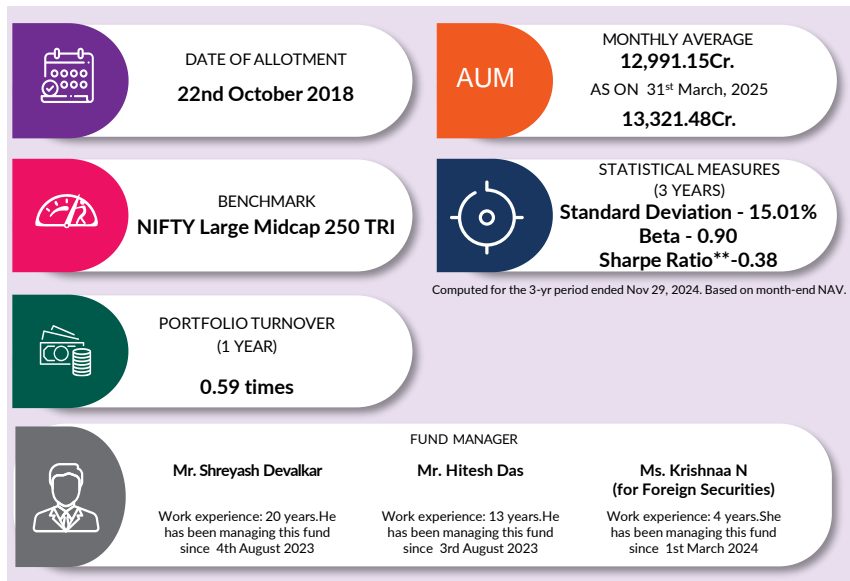 DATE OF ALLOTMENT
22nd October 2018
AUM
MONTHLY AVERAGE
12,991.15Cr.
AS ON 31st March, 2025
13,321.48Cr.
BENCHMARK
NIFTY Large Midcap 250 TRI
STATISTICAL MEASURES
(3 YEARS)
Standard Deviation - 15.01%
Beta - 0.90
Sharpe Ratio**-0.38
Computed for the 3-yr period ended Nov 29, 2024. Based on month-end NAV.
PORTFOLIO TURNOVER
(1 YEAR)
0.59 times
FUND MANAGER
Mr. Shreyash Devalkar
Work experience: 20 years.He
has been managing this fund
since 4th August 2023
Mr. Hitesh Das
Work experience: 13 years.He
has been managing this fund
since 3rd August 2023
Ms. Krishnaa N
(for Foreign Securities)
Work experience: 4 years.She
has been managing this fund
since 1st March 2024